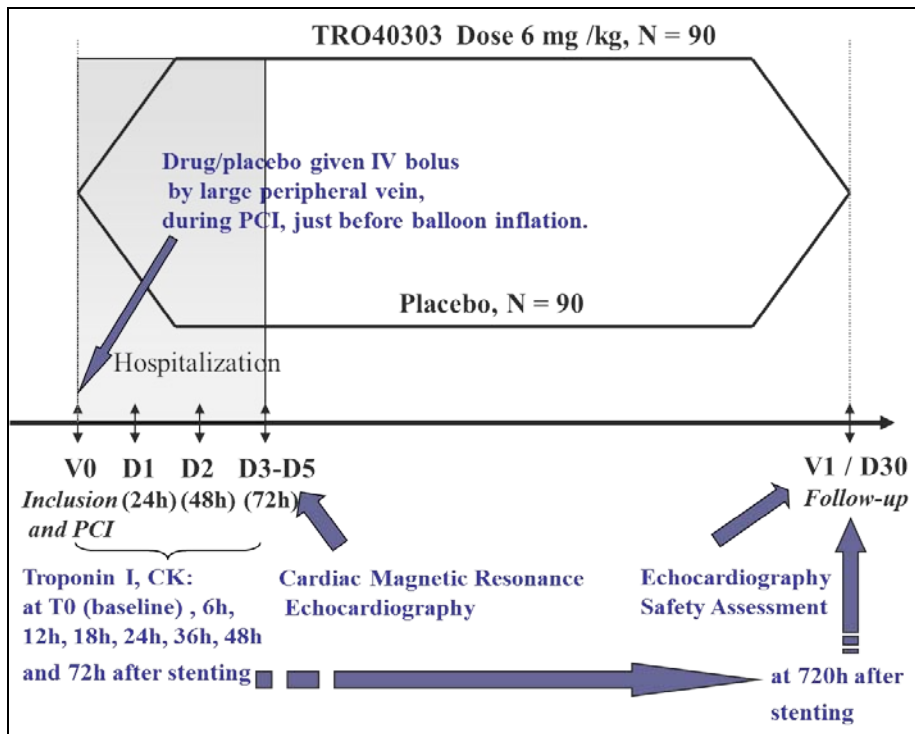 TRO40303 Dose 6 mg /kg, N = 90
Drug/placebo given IV bolus
by large peripheral vein,
during PCI, just before balloon inflation.
Placebo, N = 90
Hospitalization
V0 D1 D2 D3-D5 V1 / D30
Inclusion (24h) (48h) (72h) Follow-up
and PCI
Troponin I, CK:
at T0 (baseline) , 6h,
12h, 18h, 24h, 36h, 48h
and 72h after stenting
Cardiac Magnetic Resonance
Echocardiography
Echocardiography
Safety Assessment
at 720h after
stenting